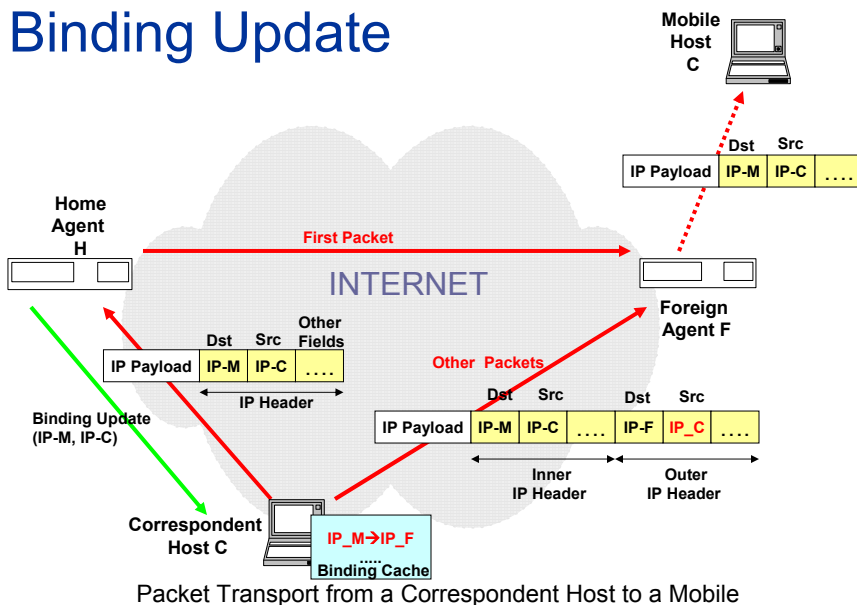 Binding Update
Mobile
Host
C
Dst Src
IP Payload IP-M IP-C ....
Home
Agent
H
First Packet
INTERNET
Foreign
Agent F
Dst Src Other
Fields
IP Payload IP-M IP-C ....
IP Header
Other Packets
Binding Update
(IP-M, IP-C)
Dst Src Dst Src
IP Payload IP-M IP-C .... IP-F IP_C ....
Inner
IP Header
Outer
IP Header
Correspondent
Host C
IP_M→IP_F
.....
Binding Cache
Packet Transport from a Correspondent Host to a Mobile